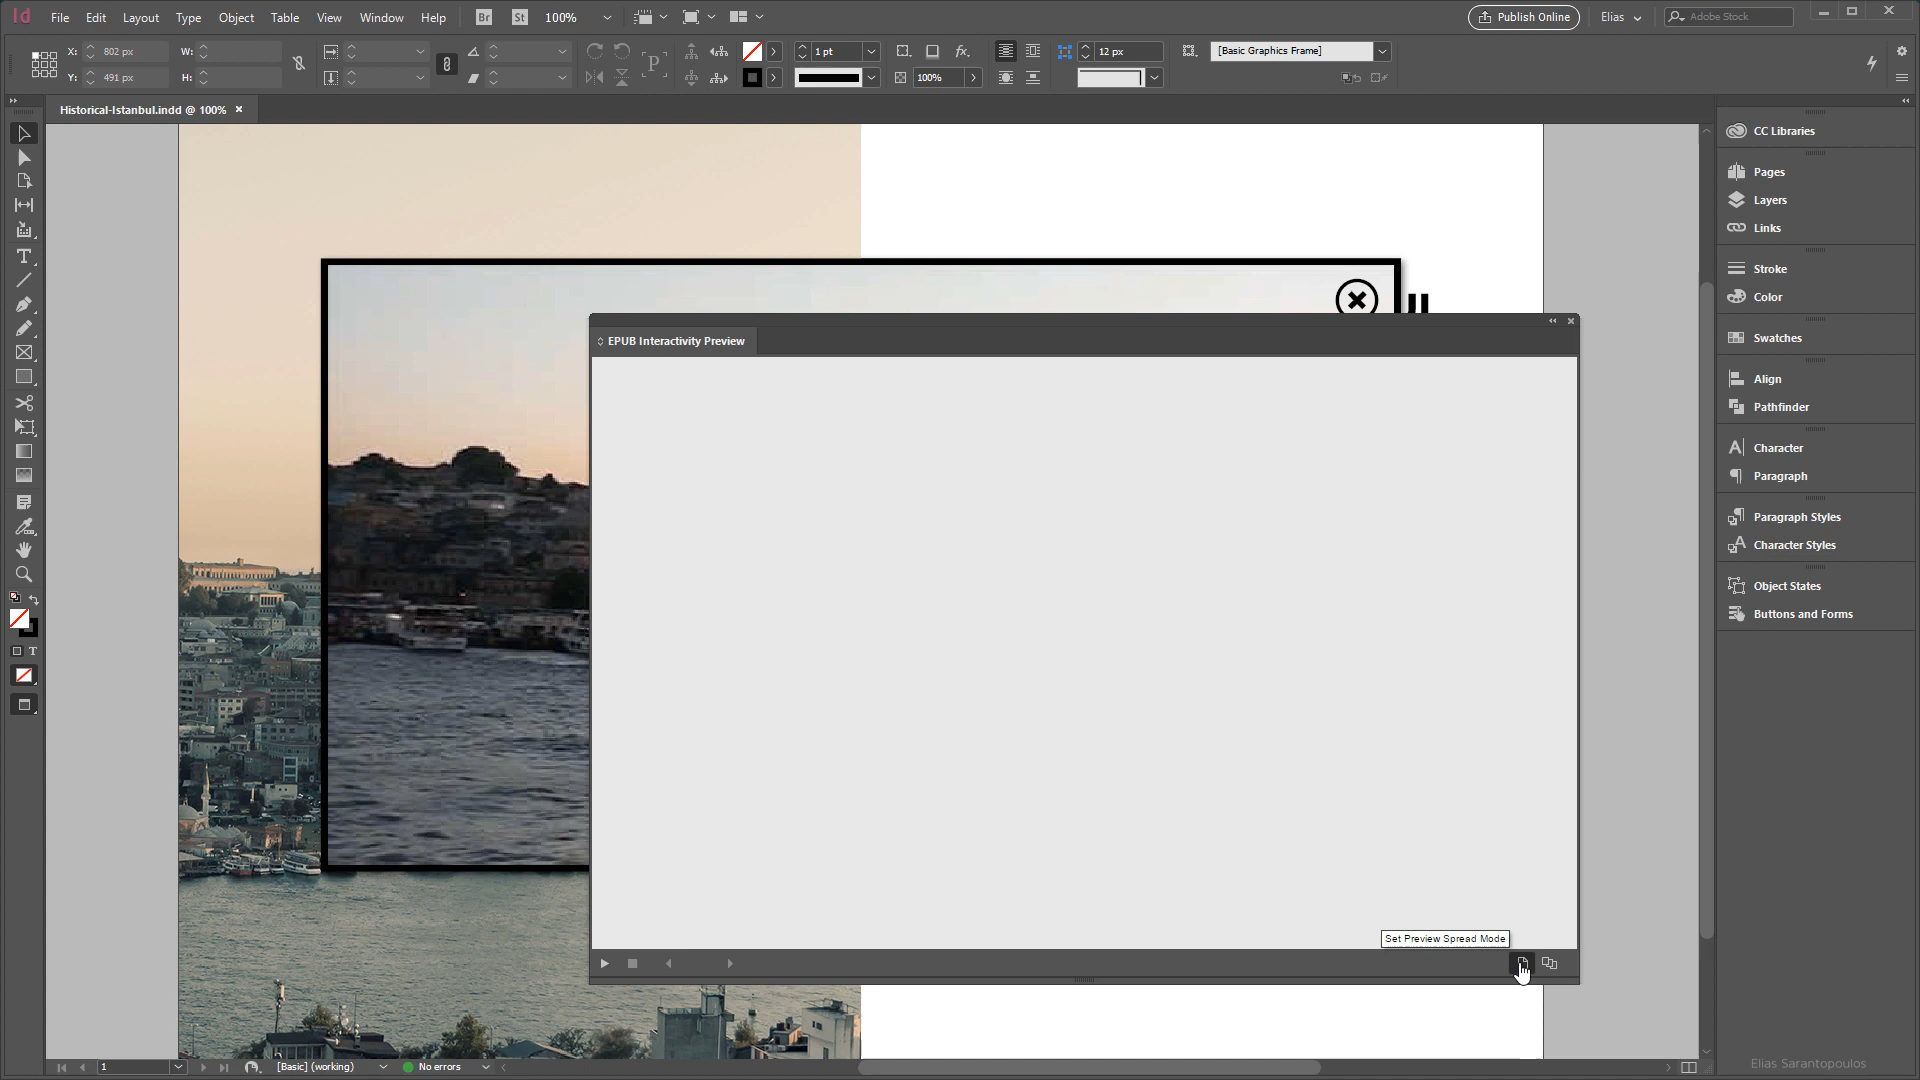 Id File Edit Layout Type Object Table View Window Help Br St 100% Publish Online Elias Adobe Stock
X: 802 px W: 1 pt fx. 12 px [Basic Graphics Frame]
Y: 491 px H: P 100%
Historical-Istanbul.indd @ 100% ×
CC Libraries
Pages
Layers
Links
Stroke
Color
Swatches
Align
Pathfinder
Character
Paragraph
Paragraph Styles
Character Styles
Object States
Buttons and Forms
EPUB Interactivity Preview
Set Preview Spread Mode
1 [Basic] (working) No errors
Elias Sarantopoulos